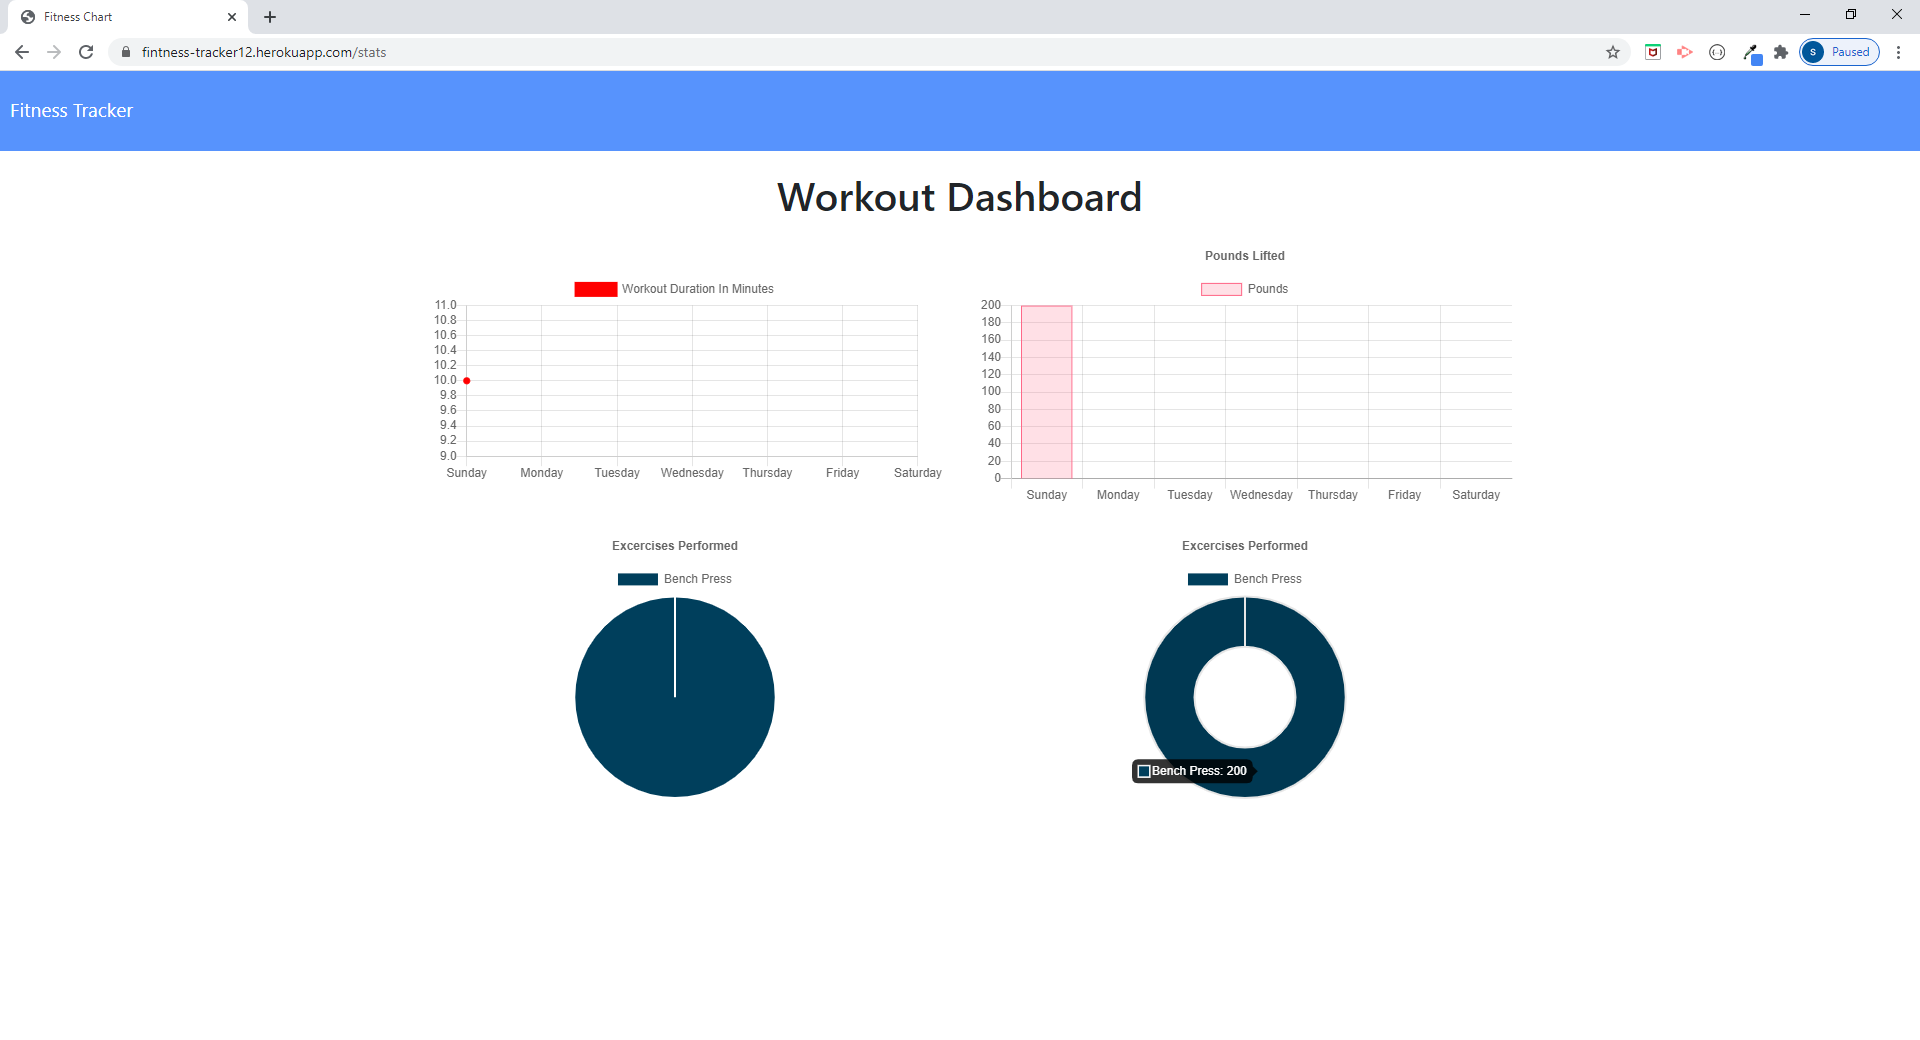 Fitness Chart
fintness-tracker12.herokuapp.com/stats
S Paused
Fitness Tracker
Workout Dashboard
Workout Duration In Minutes
11.0
10.8
10.6
10.4
10.2
10.0
9.8
9.6
9.4
9.2
9.0
Sunday Monday Tuesday Wednesday Thursday Friday Saturday
Pounds Lifted
Pounds
200
180
160
140
120
100
80
60
40
20
0
Sunday Monday Tuesday Wednesday Thursday Friday Saturday
Excercises Performed
Bench Press
Excercises Performed
Bench Press
Bench Press: 200